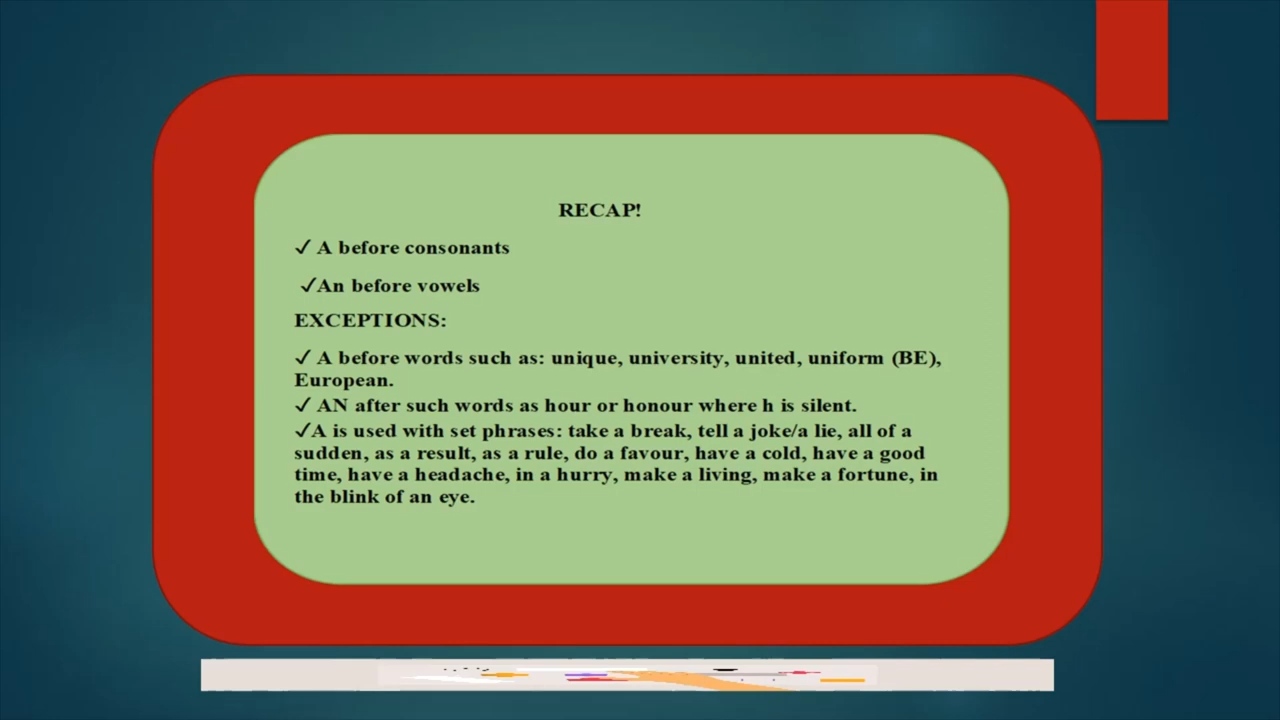 RECAP!
✓ A before consonants
✓An before vowels
EXCEPTIONS:
✓ A before words such as: unique, university, united, uniform (BE),
European.
✓ AN after such words as hour or honour where h is silent.
✓A is used with set phrases: take a break, tell a joke/a lie, all of a
sudden, as a result, as a rule, do a favour, have a cold, have a good
time, have a headache, in a hurry, make a living, make a fortune, in
the blink of an eye.